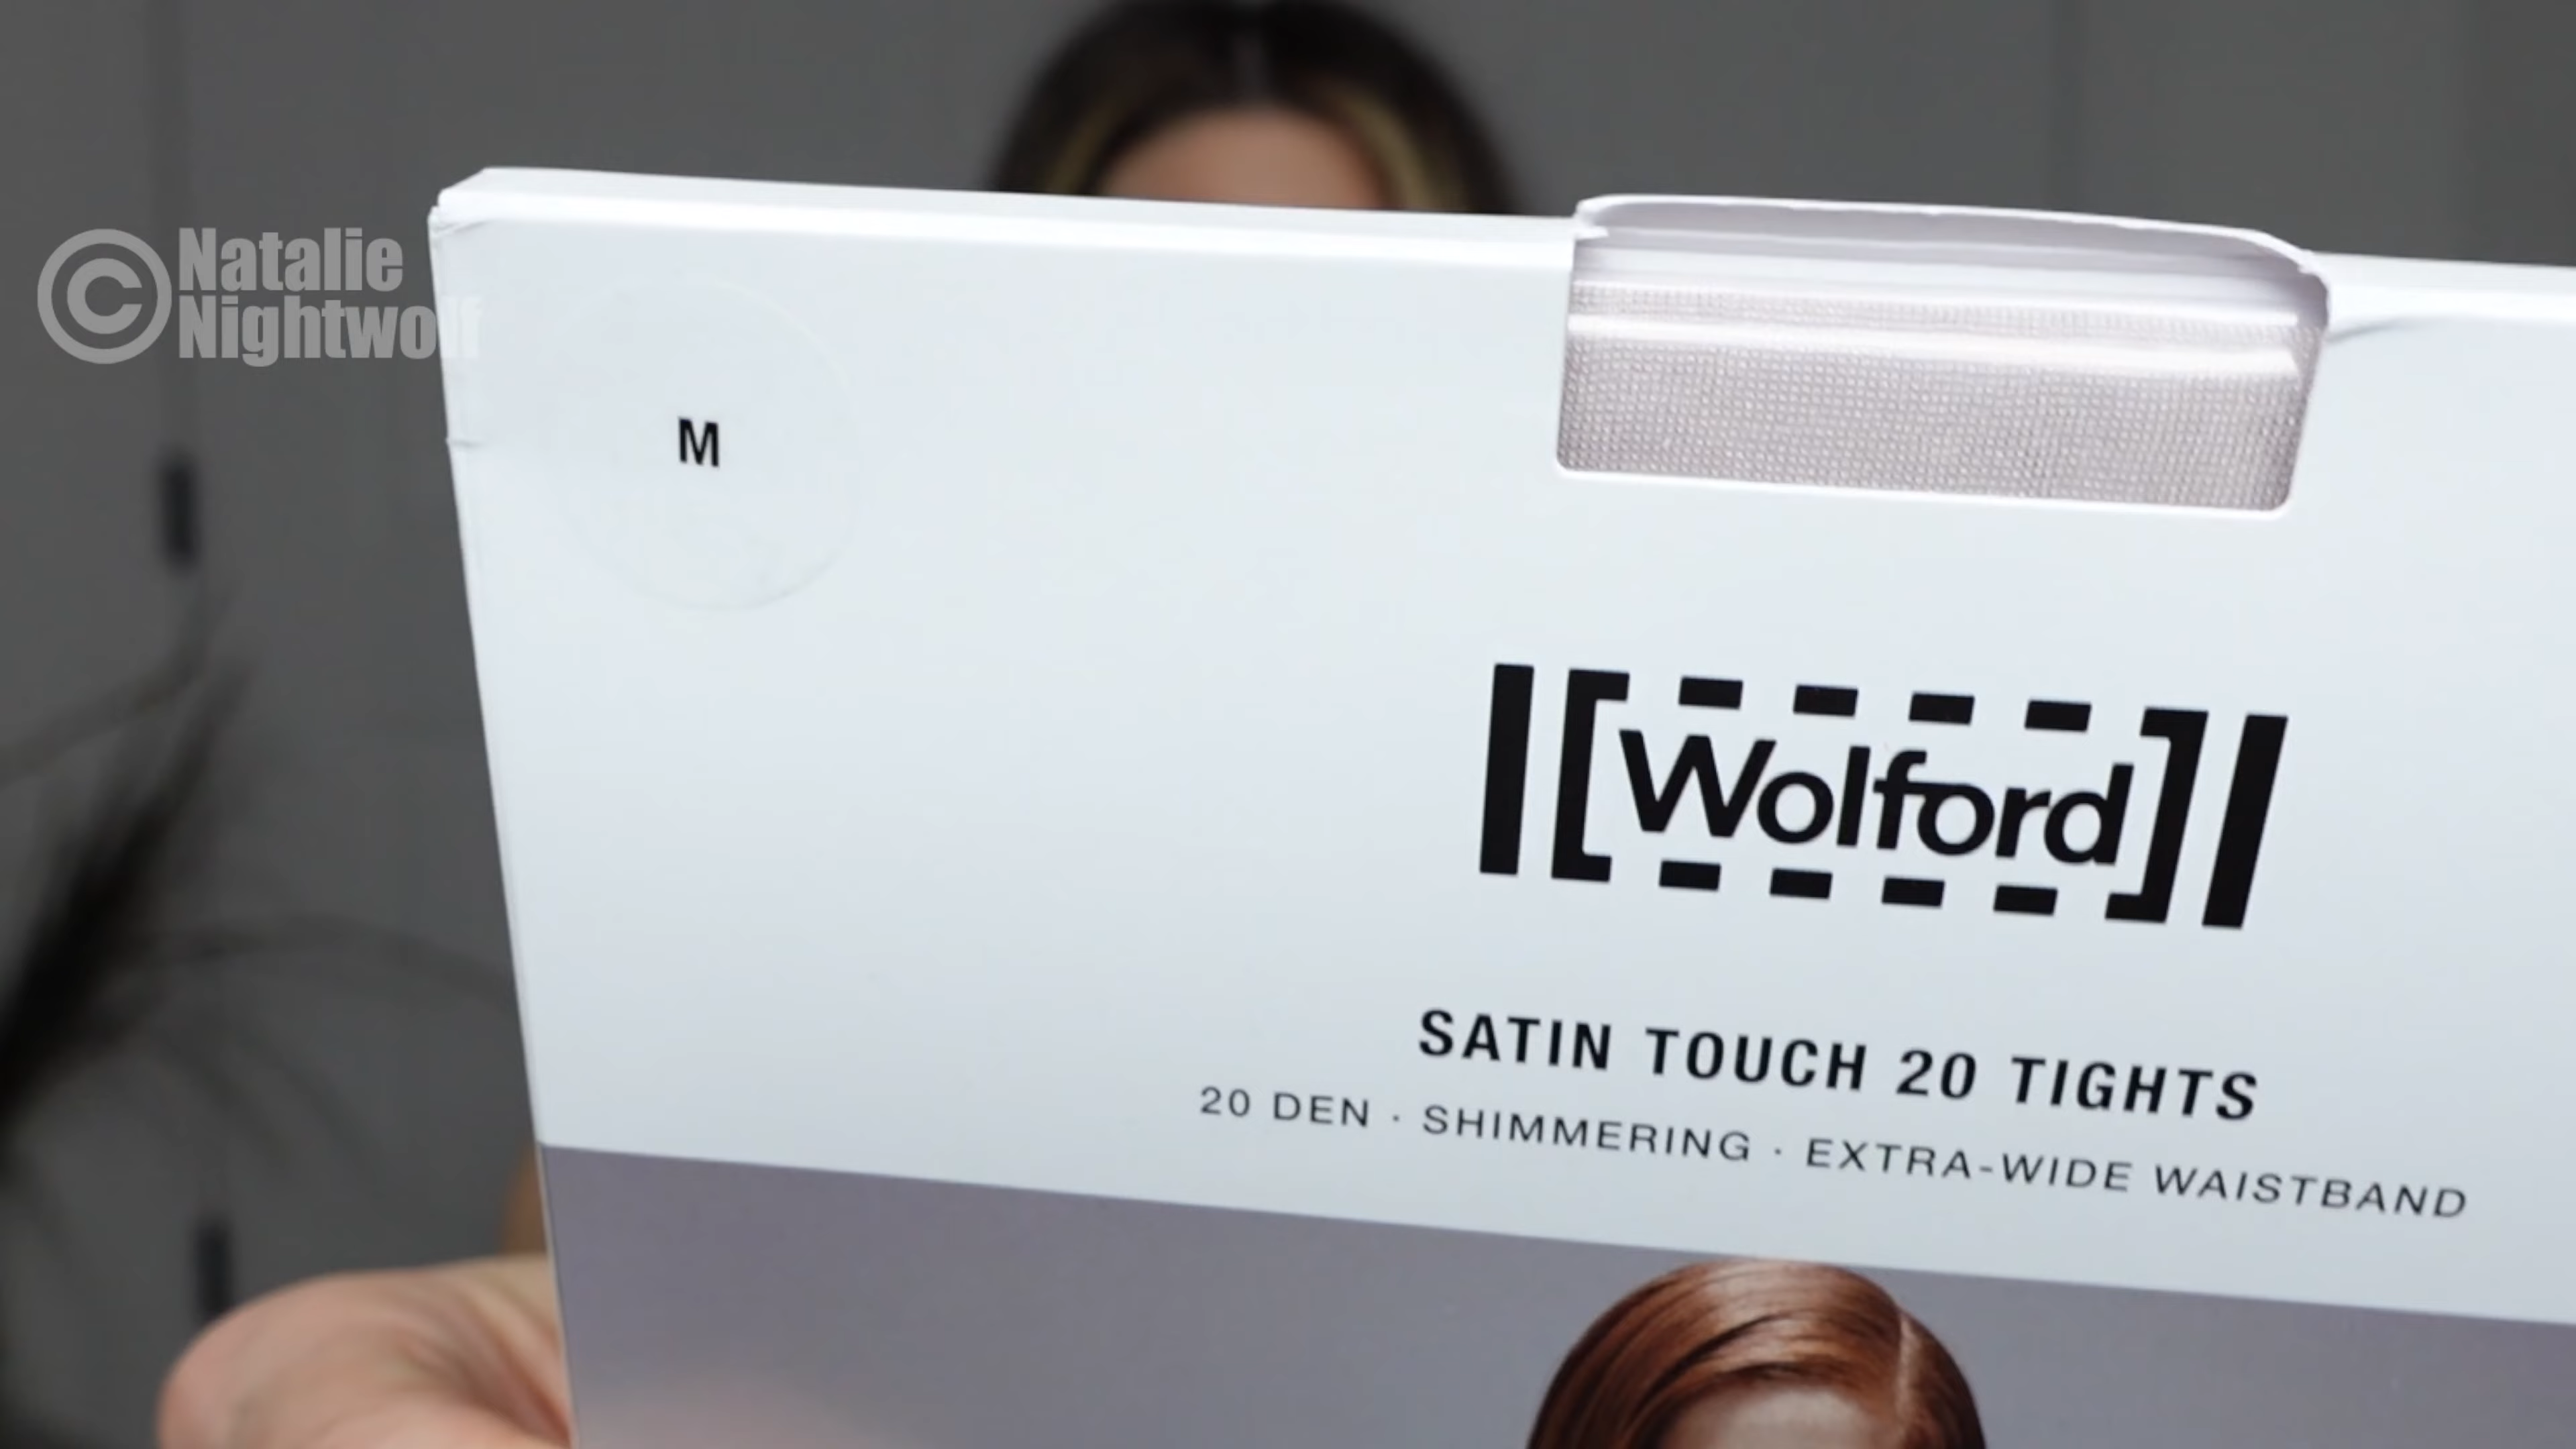 © Natalie
Nightwolf
M
Wolford
SATIN TOUCH 20 TIGHTS
20 DEN · SHIMMERING · EXTRA-WIDE WAISTBAND